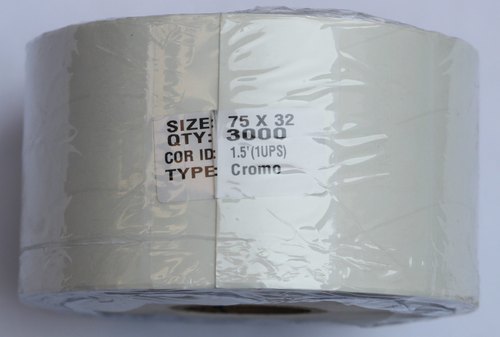 SIZE: 75 X 32
QTY: 3000
COR ID: 1.5'(1UPS)
TYPE: Cromo